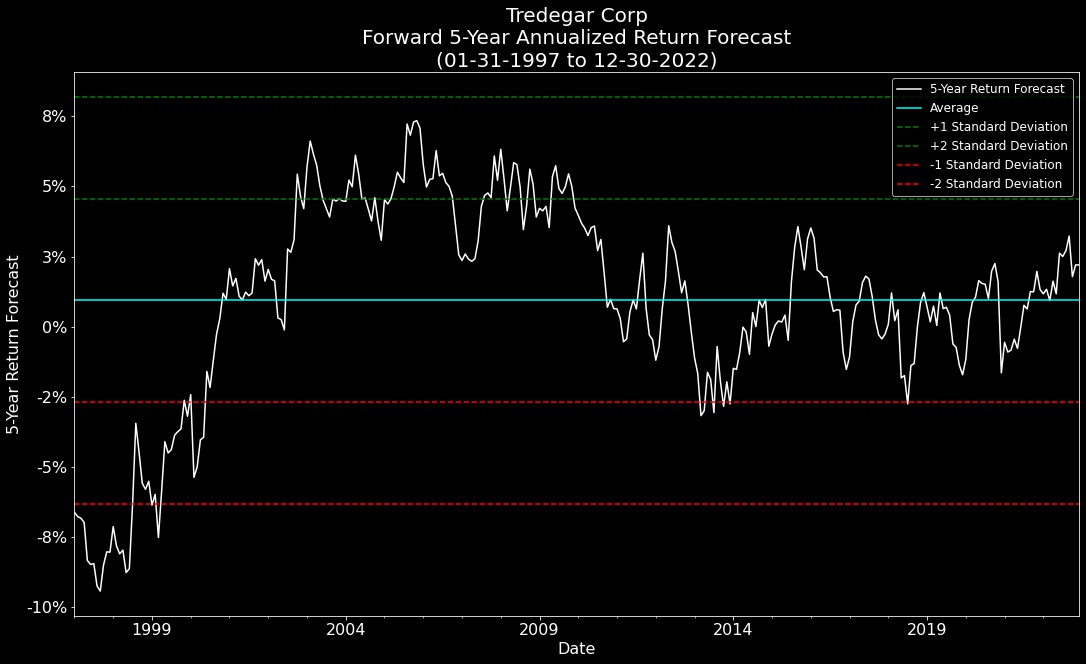 Tredegar Corp
Forward 5-Year Annualized Return Forecast
(01-31-1997 to 12-30-2022)
5-Year Return Forecast
Average
+1 Standard Deviation
+2 Standard Deviation
-1 Standard Deviation
-2 Standard Deviation
8%
5%
3%
0%
-2%
-5%
-8%
-10%
5-Year Return Forecast
1999
2004
2009
2014
2019
Date